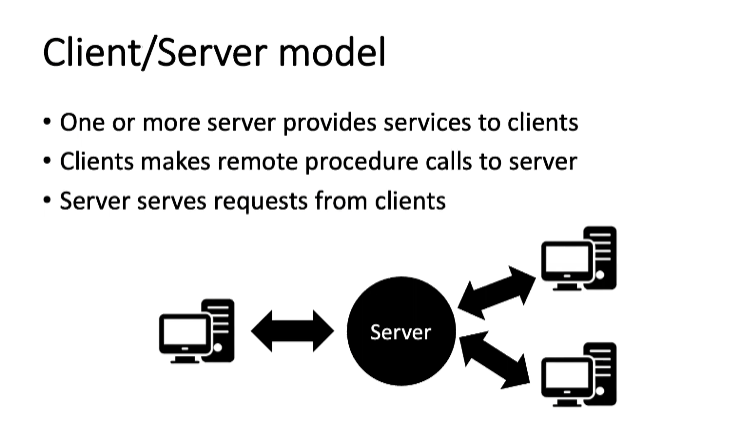 Client/Server model
• One or more server provides services to clients
• Clients makes remote procedure calls to server
• Server serves requests from clients
Server